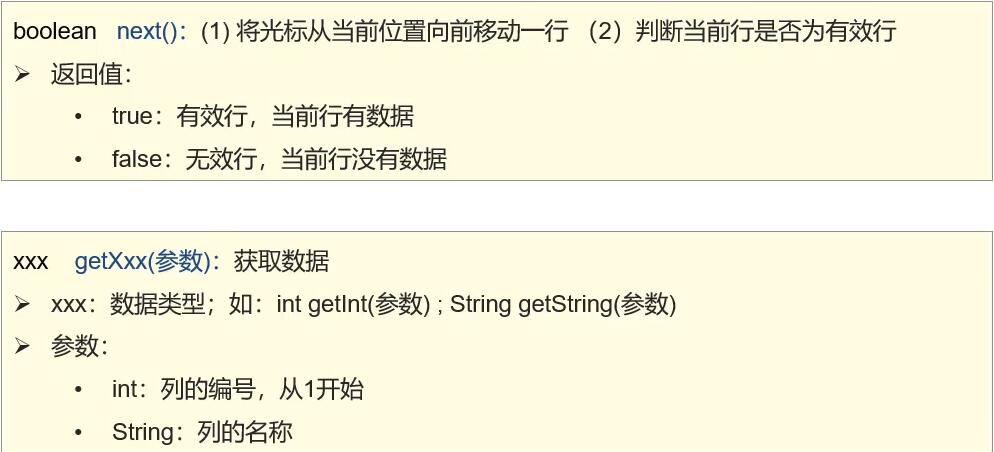 boolean next()：(1) 将光标从当前位置向前移动一行 （2）判断当前行是否为有效行
➢ 返回值：
• true：有效行，当前行有数据
• false：无效行，当前行没有数据
xxx getXxx(参数)：获取数据
➢ xxx：数据类型；如：int getInt(参数) ; String getString(参数)
➢ 参数：
• int：列的编号，从1开始
• String：列的名称